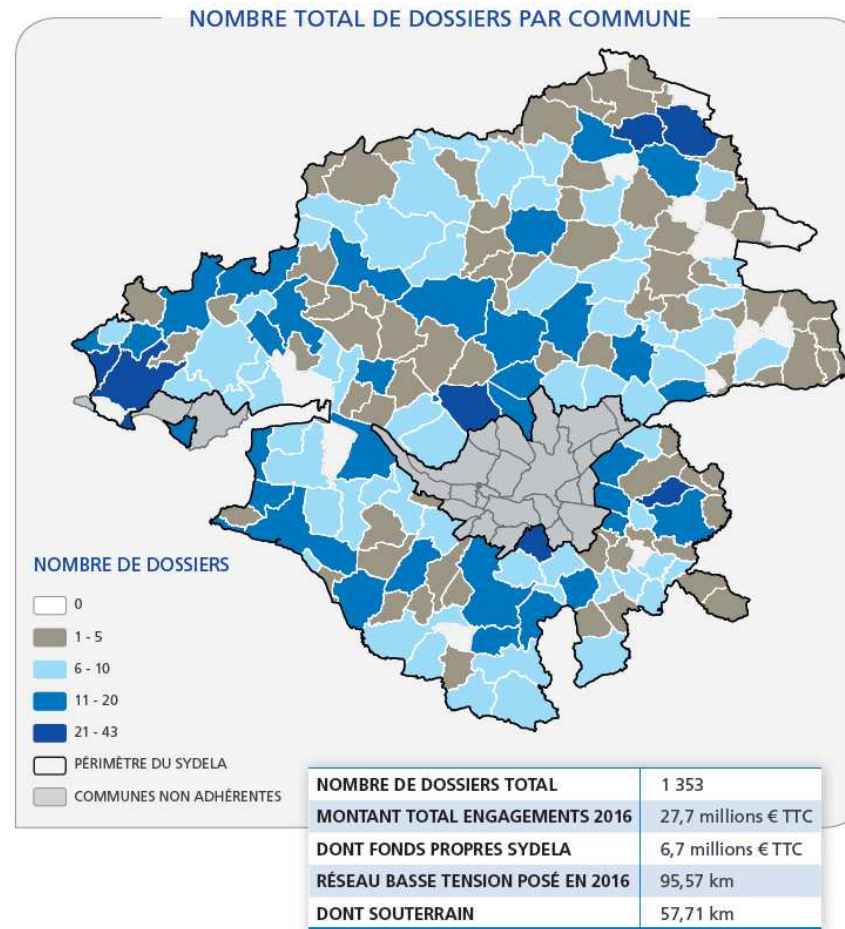 NOMBRE TOTAL DE DOSSIERS PAR COMMUNE
NOMBRE DE DOSSIERS
0
1 - 5
6 - 10
11 - 20
21 - 43
PÉRIMÈTRE DU SYDELA
COMMUNES NON ADHÉRENTES
NOMBRE DE DOSSIERS TOTAL 1 353
MONTANT TOTAL ENGAGEMENTS 2016 27,7 millions € TTC
DONT FONDS PROPRES SYDELA 6,7 millions € TTC
RÉSEAU BASSE TENSION POSÉ EN 2016 95,57 km
DONT SOUTERRAIN 57,71 km